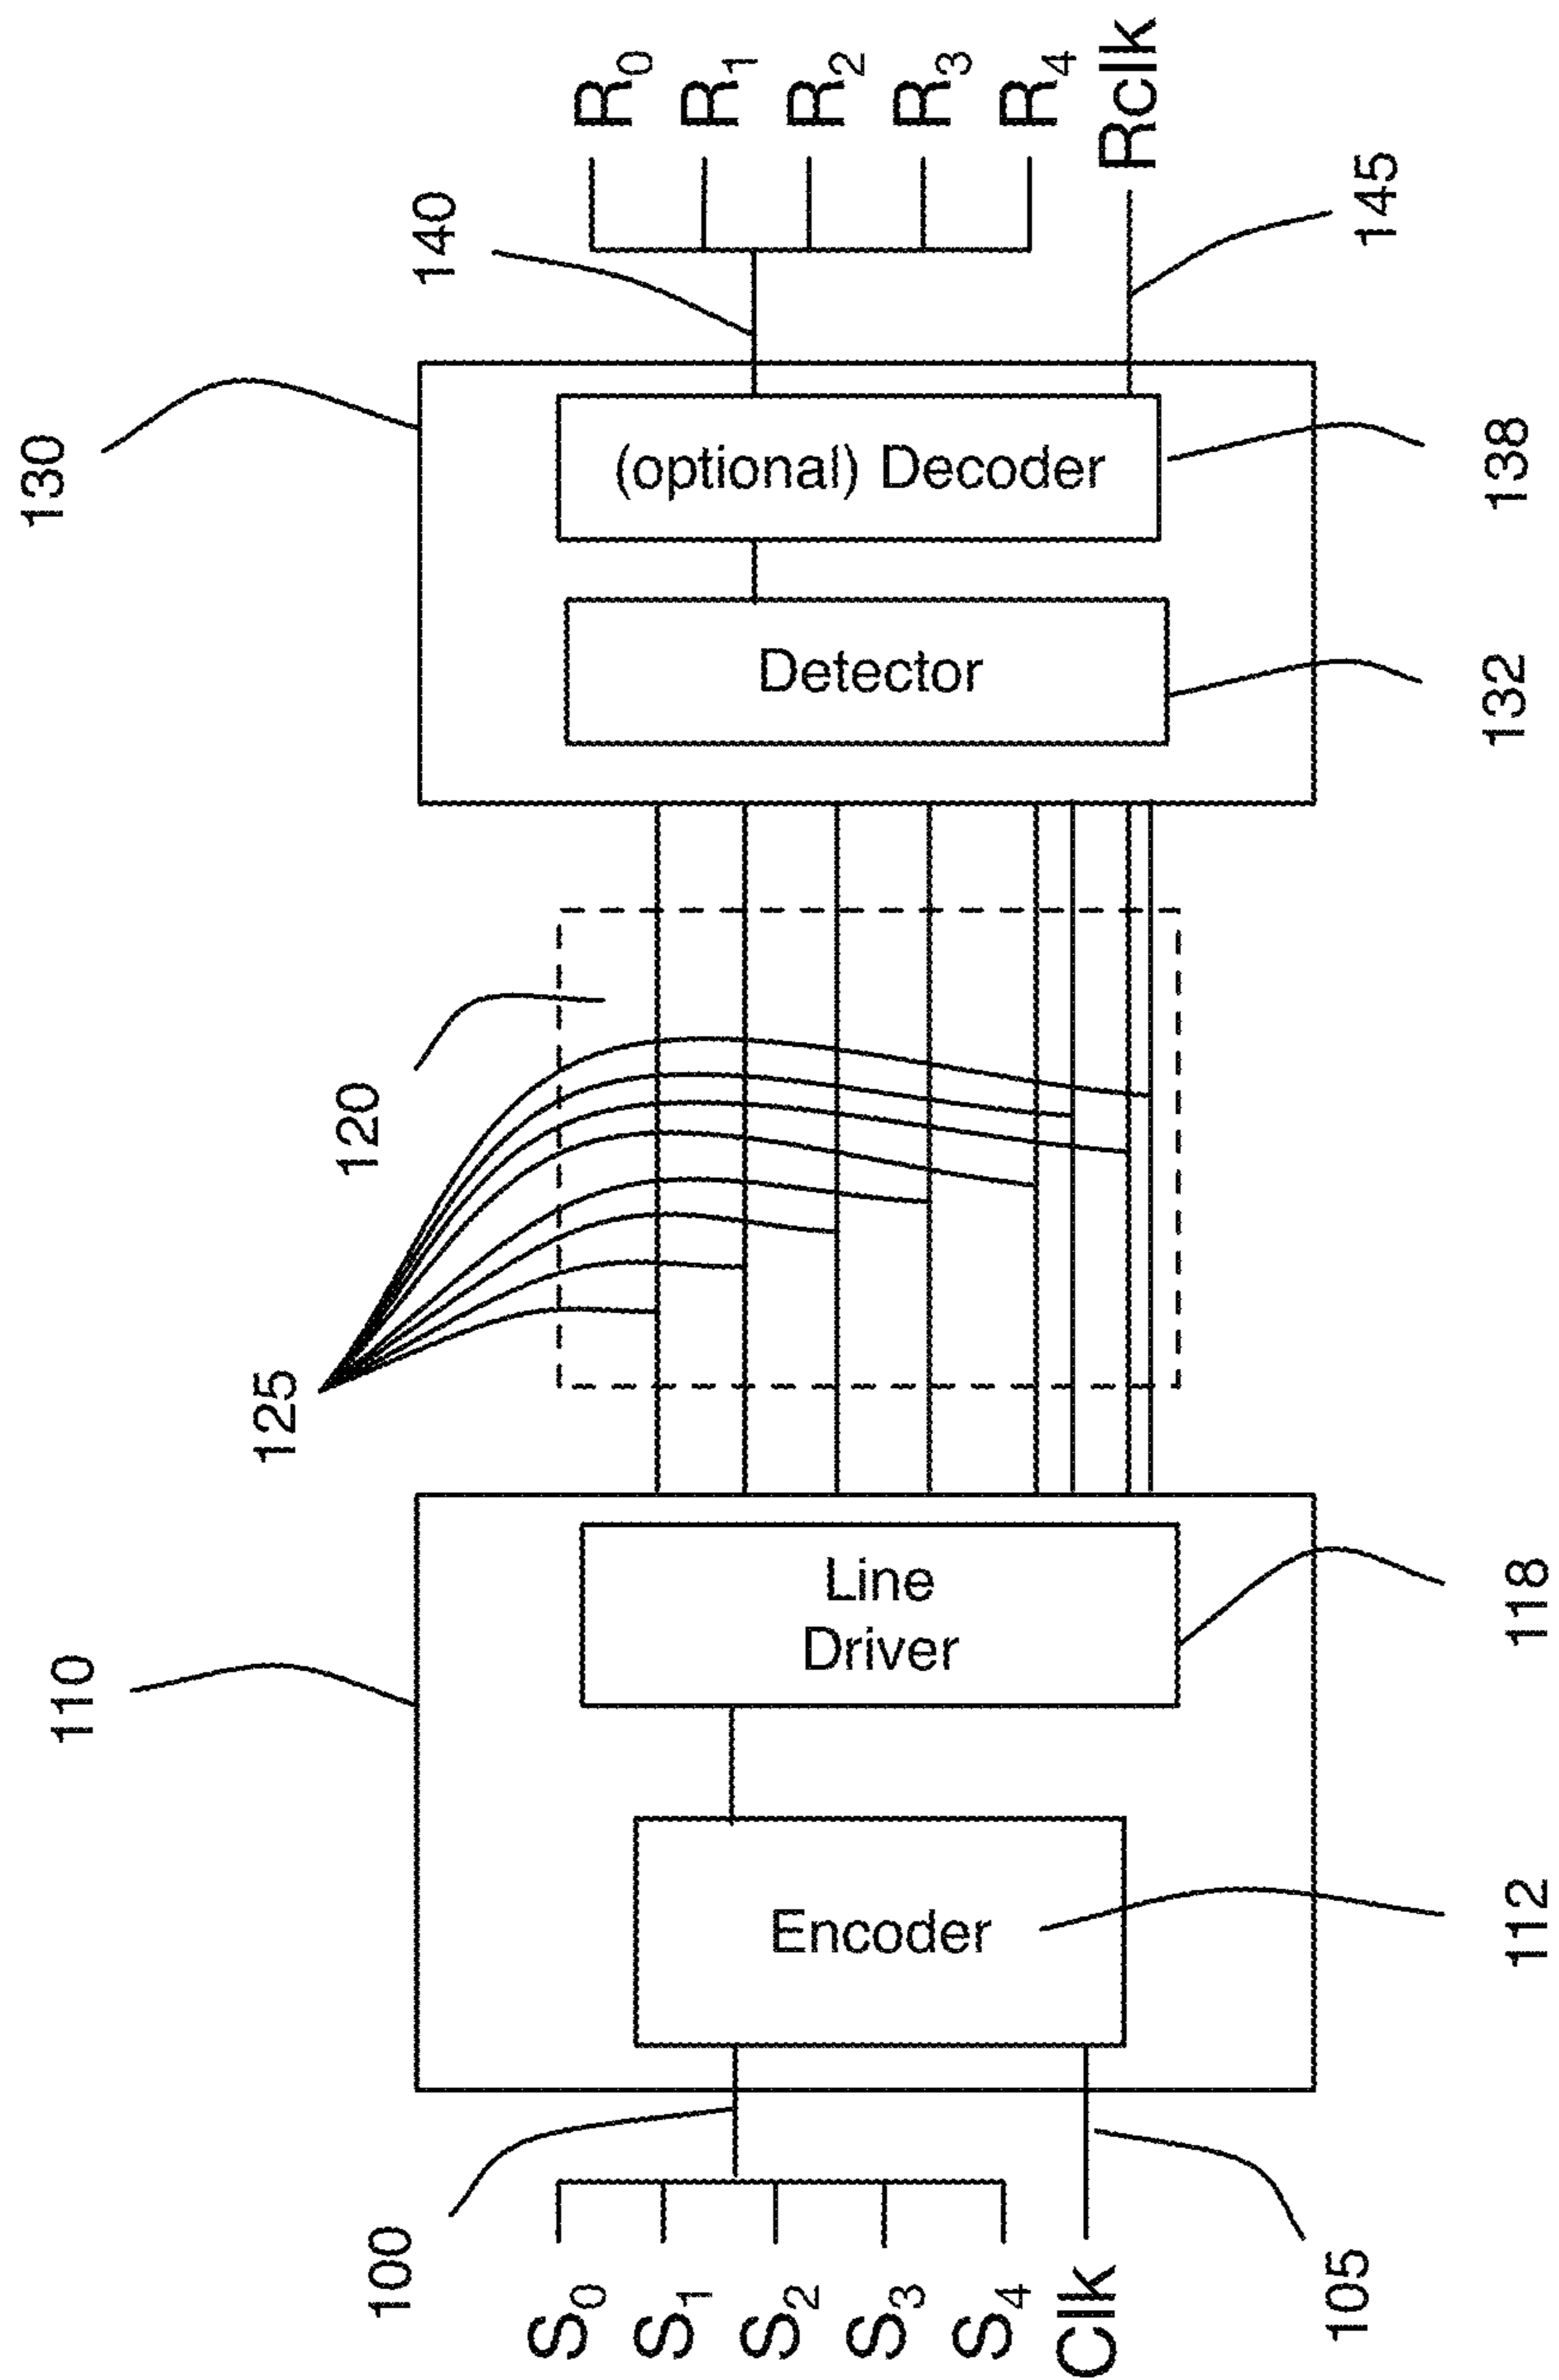 110
125
120
130
100
S0
S1
S2
S3
S4
Clk
105
Encoder
112
Line
Driver
118
Detector
132
(optional) Decoder
138
140
R0
R1
R2
R3
R4
Rclk
145